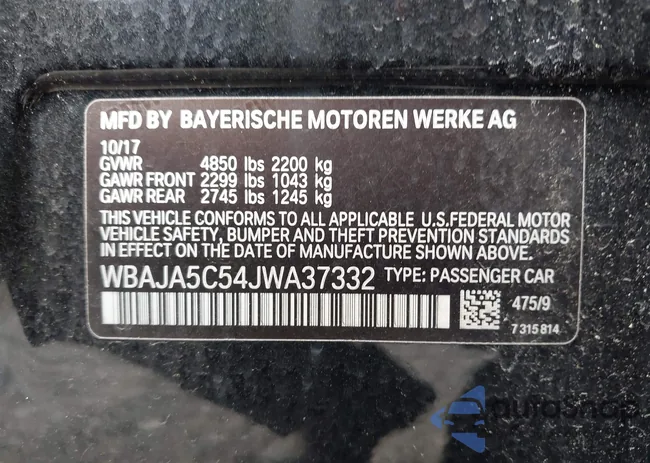 MFD BY BAYERISCHE MOTOREN WERKE AG
10/17
GVWR 4850 lbs 2200 kg
GAWR FRONT 2299 lbs 1043 kg
GAWR REAR 2745 lbs 1245 kg
THIS VEHICLE CONFORMS TO ALL APPLICABLE U.S.FEDERAL MOTOR
VEHICLE SAFETY, BUMPER AND THEFT PREVENTION STANDARDS
IN EFFECT ON THE DATE OF MANUFACTURE SHOWN ABOVE.
WBAJA5C54JWA37332 TYPE: PASSENGER CAR
475/9
7 315 814
autoshop